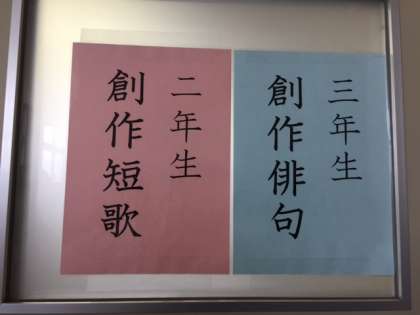 三年生
創作俳句
二年生
創作短歌